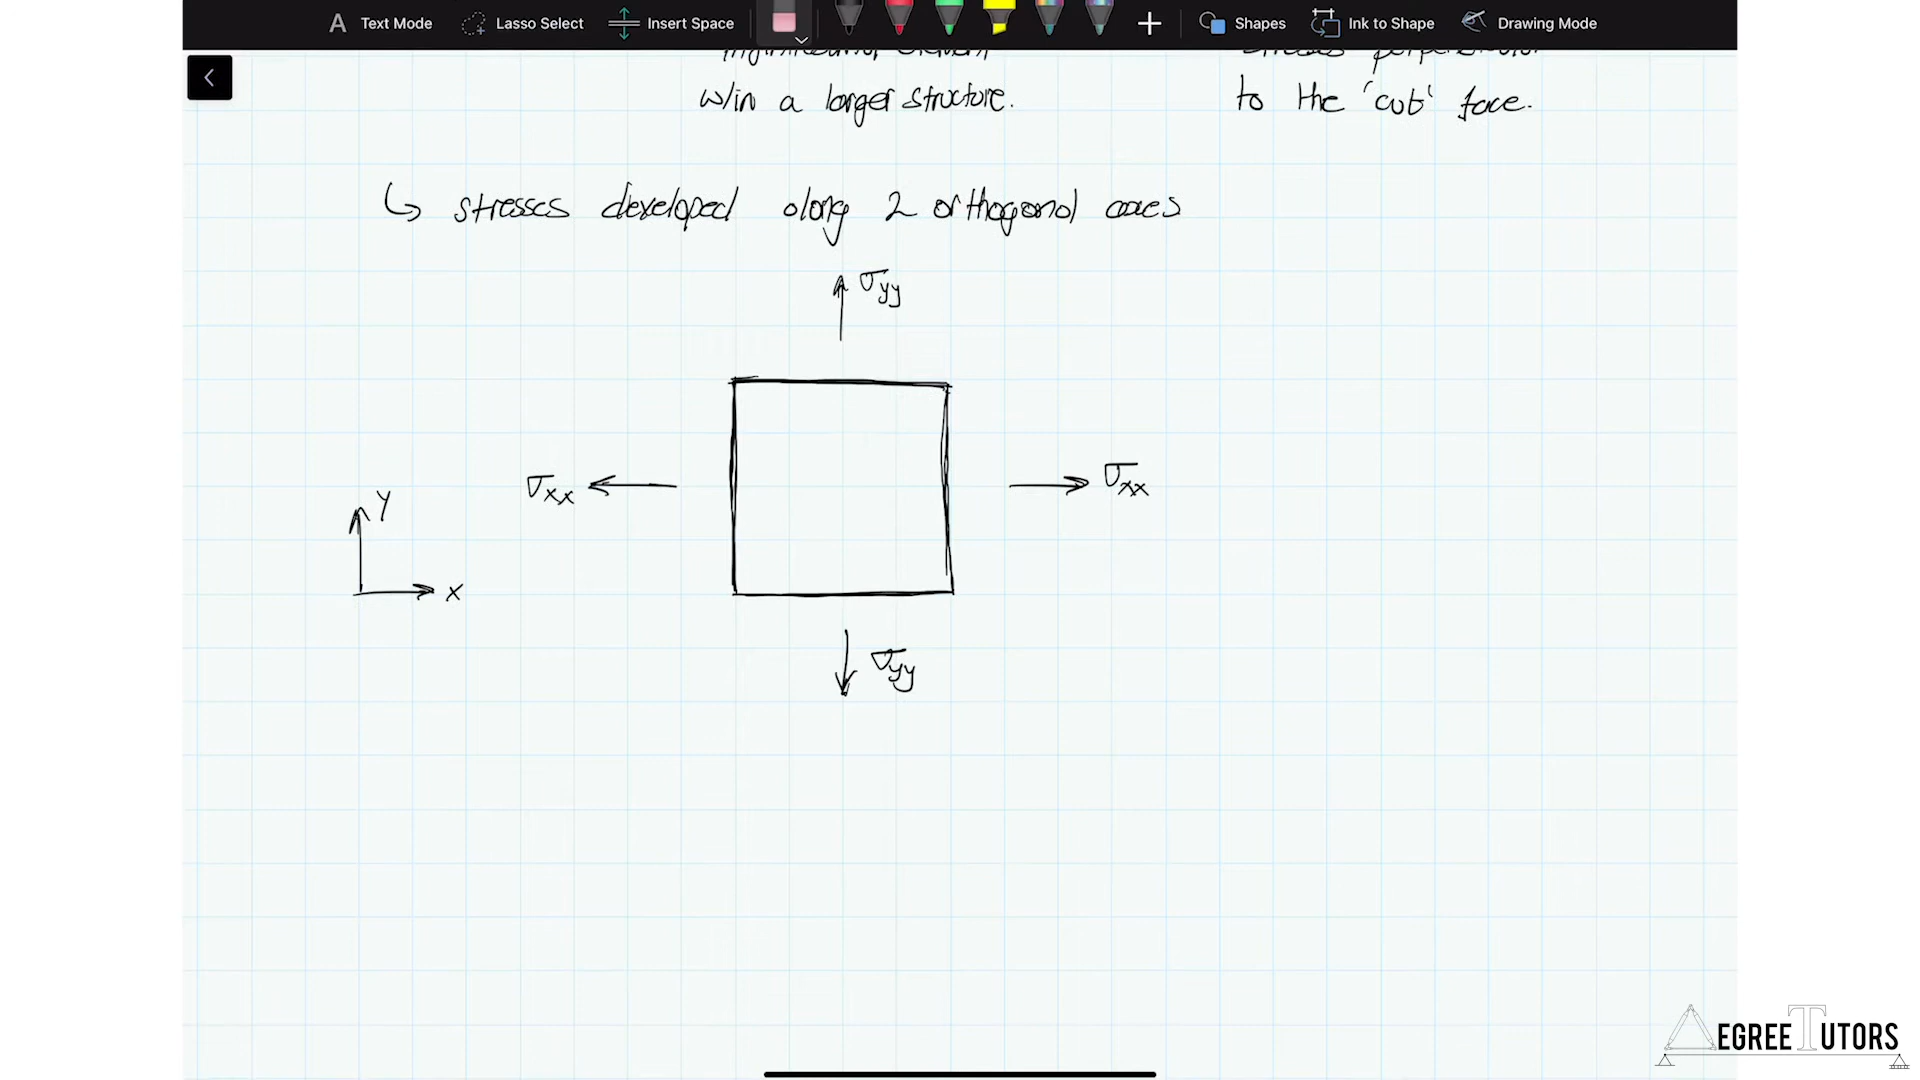 Text Mode Lasso Select Insert Space Shapes Ink to Shape Drawing Mode
w/in a larger structure.
to the 'cut' face.
stresses developed along 2 orthogonal axes
σyy
σxx
σxx
y
x
σyy
DEGREE TUTORS